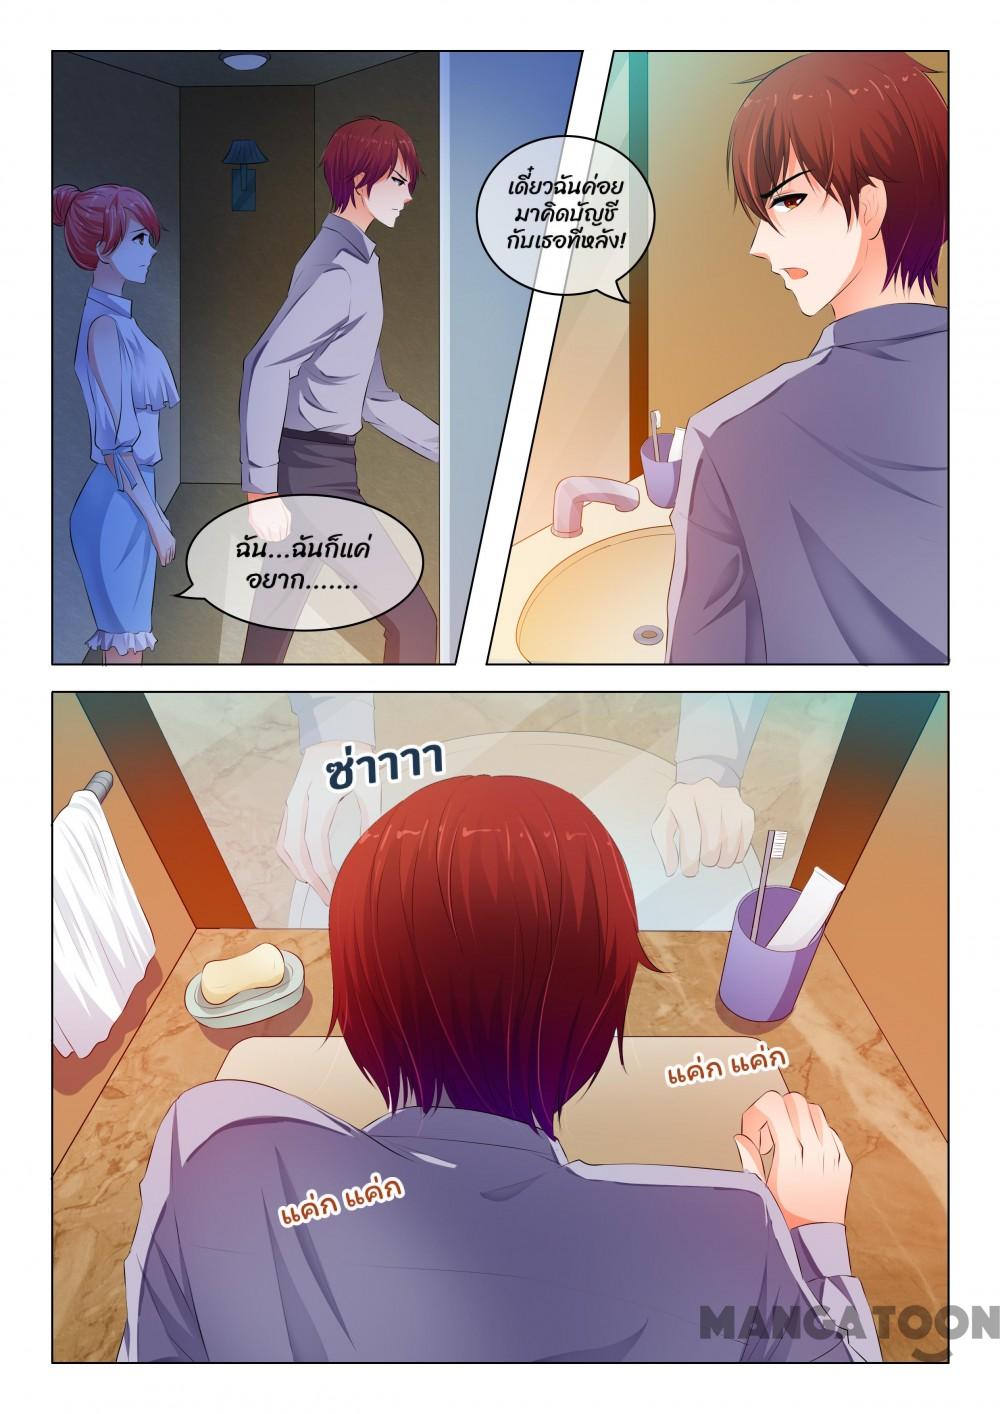 ฉัน...ฉันก็แค่
อยาก.......
เดี๋ยวฉันค่อย
มาคิดบัญชี
กับเธอทีหลัง!
ซ่าาาา
แค่ก แค่ก
แค่ก แค่ก
MANGATOON